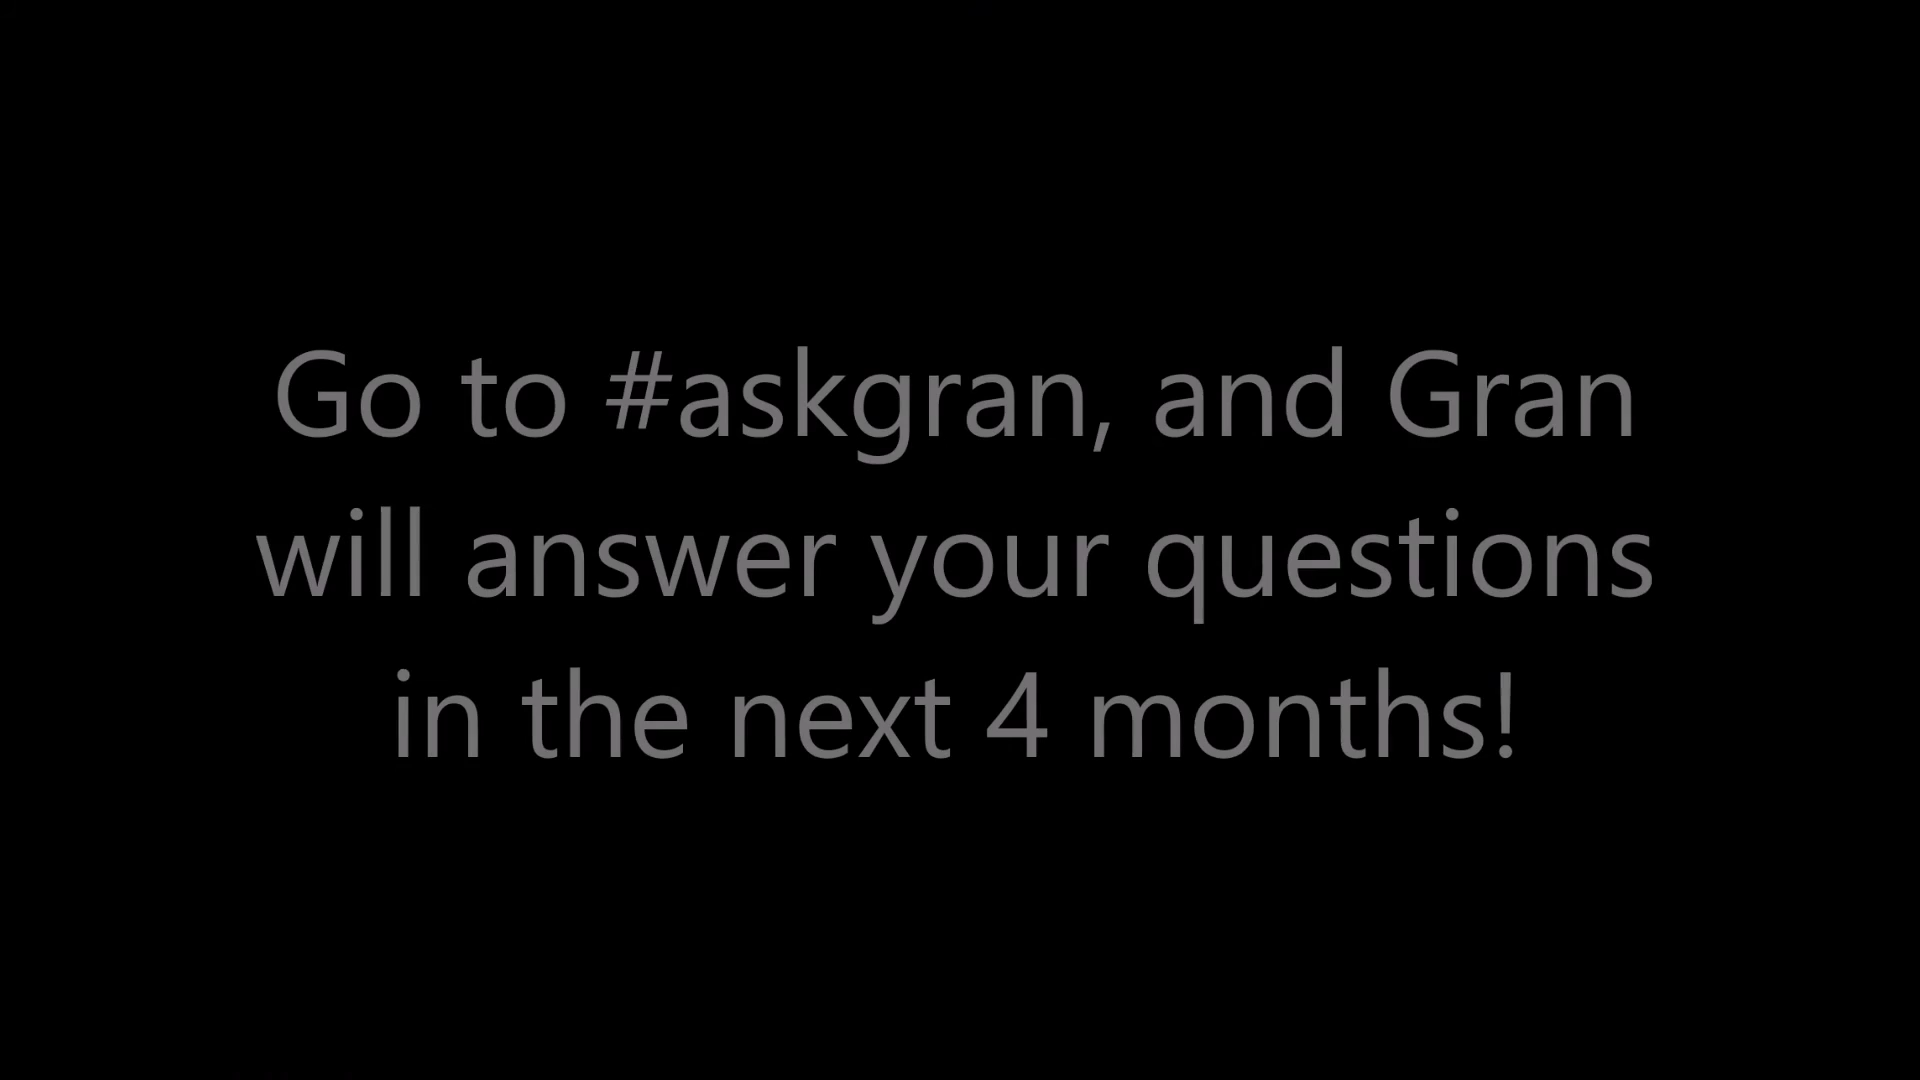 Go to #askgran, and Gran
will answer your questions
in the next 4 months!